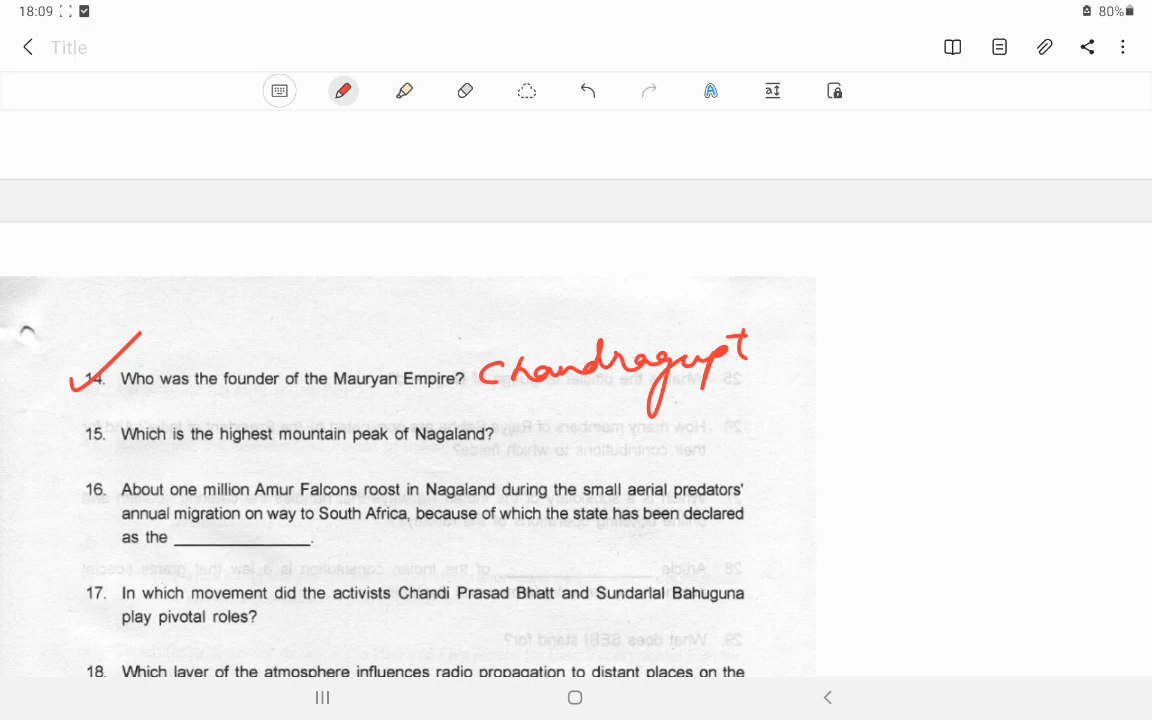 18:09
80%
Title
14. Who was the founder of the Mauryan Empire? Chandragupt
15. Which is the highest mountain peak of Nagaland?
16. About one million Amur Falcons roost in Nagaland during the small aerial predators'
annual migration on way to South Africa, because of which the state has been declared
as the ______________.
17. In which movement did the activists Chandi Prasad Bhatt and Sundarlal Bahuguna
play pivotal roles?
18. Which layer of the atmosphere influences radio propagation to distant places on the